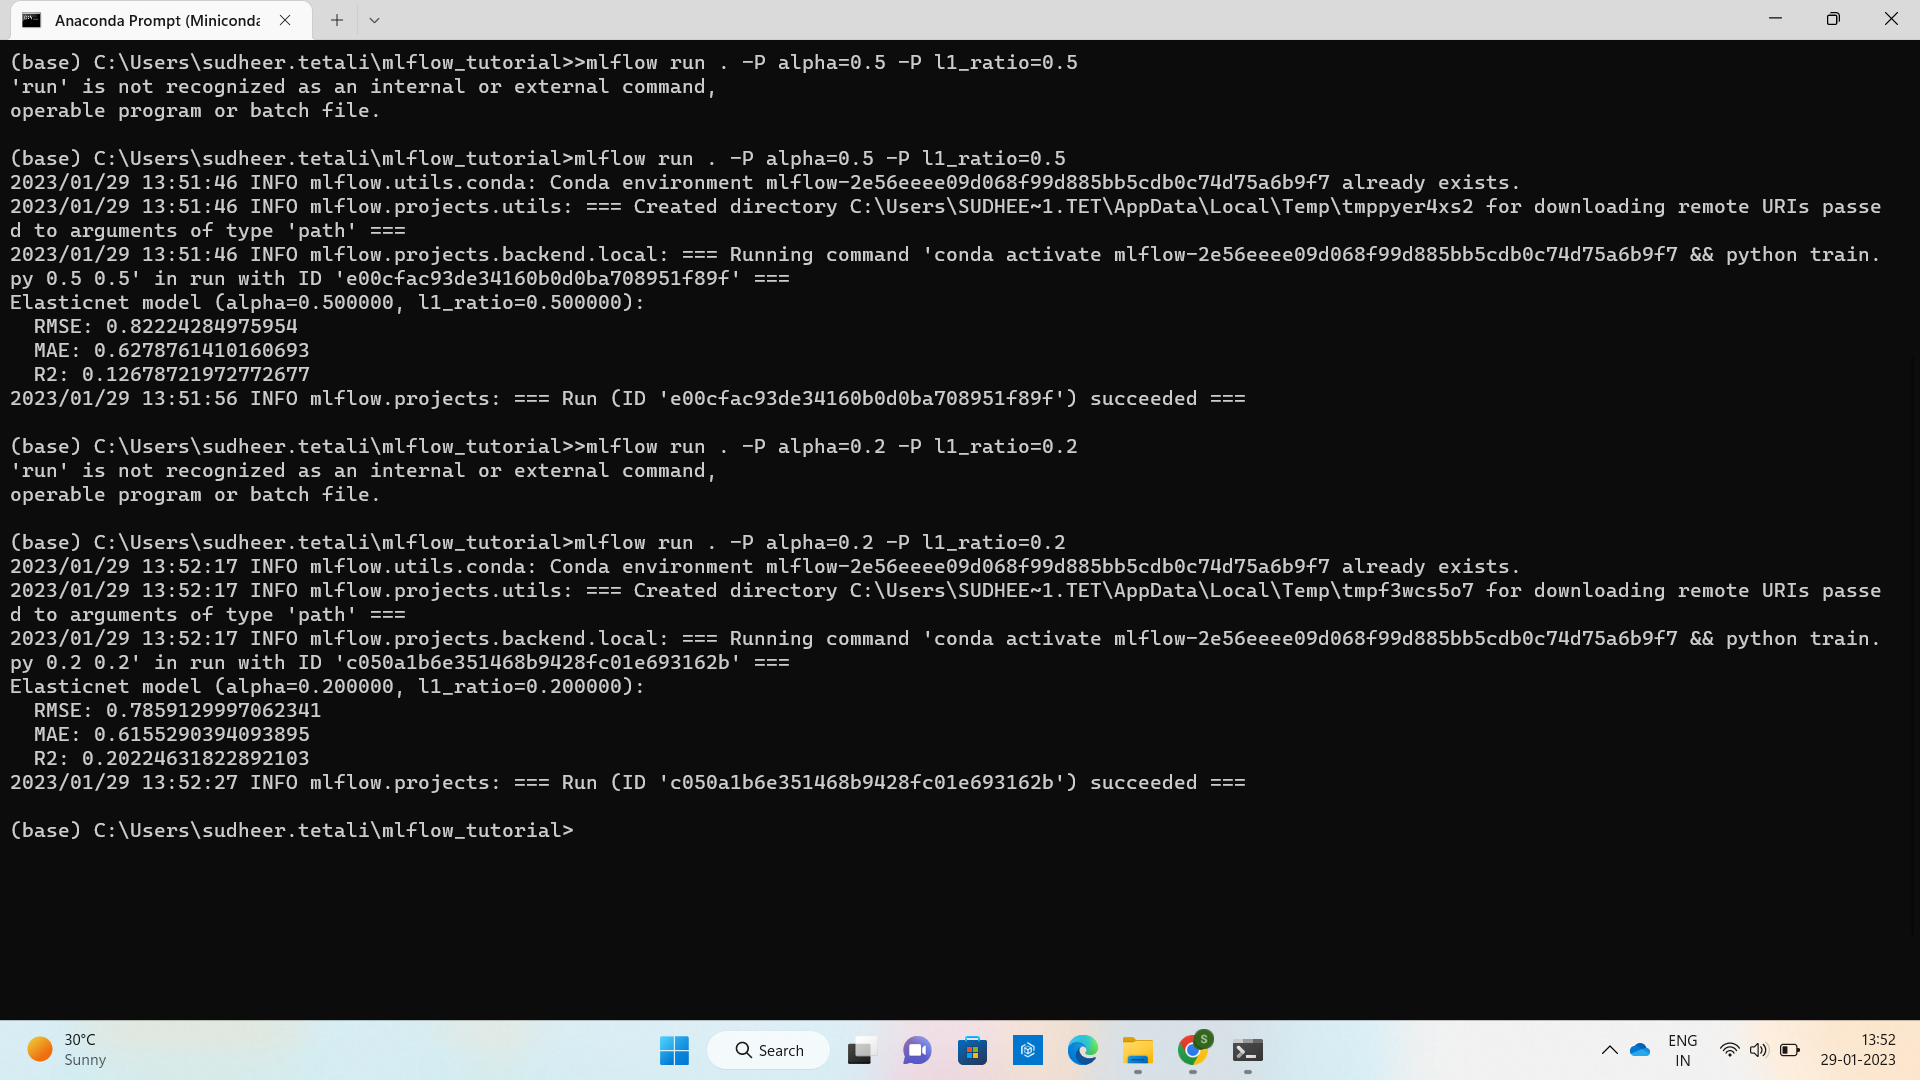 Anaconda Prompt (Miniconda
(base) C:\Users\sudheer.tetali\mlflow_tutorial>>mlflow run . -P alpha=0.5 -P l1_ratio=0.5
'run' is not recognized as an internal or external command,
operable program or batch file.
(base) C:\Users\sudheer.tetali\mlflow_tutorial>mlflow run . -P alpha=0.5 -P l1_ratio=0.5
2023/01/29 13:51:46 INFO mlflow.utils.conda: Conda environment mlflow-2e56eeee09d068f99d885bb5cdb0c74d75a6b9f7 already exists.
2023/01/29 13:51:46 INFO mlflow.projects.utils: === Created directory C:\Users\SUDHEE~1.TET\AppData\Local\Temp\tmppyer4xs2 for downloading remote URIs passe
d to arguments of type 'path' ===
2023/01/29 13:51:46 INFO mlflow.projects.backend.local: === Running command 'conda activate mlflow-2e56eeee09d068f99d885bb5cdb0c74d75a6b9f7 && python train.
py 0.5 0.5' in run with ID 'e00cfac93de34160b0d0ba708951f89f' ===
Elasticnet model (alpha=0.500000, l1_ratio=0.500000):
RMSE: 0.82224284975954
MAE: 0.6278761410160693
R2: 0.12678721972772677
2023/01/29 13:51:56 INFO mlflow.projects: === Run (ID 'e00cfac93de34160b0d0ba708951f89f') succeeded ===
(base) C:\Users\sudheer.tetali\mlflow_tutorial>>mlflow run . -P alpha=0.2 -P l1_ratio=0.2
'run' is not recognized as an internal or external command,
operable program or batch file.
(base) C:\Users\sudheer.tetali\mlflow_tutorial>mlflow run . -P alpha=0.2 -P l1_ratio=0.2
2023/01/29 13:52:17 INFO mlflow.utils.conda: Conda environment mlflow-2e56eeee09d068f99d885bb5cdb0c74d75a6b9f7 already exists.
2023/01/29 13:52:17 INFO mlflow.projects.utils: === Created directory C:\Users\SUDHEE~1.TET\AppData\Local\Temp\tmpf3wcs5o7 for downloading remote URIs passe
d to arguments of type 'path' ===
2023/01/29 13:52:17 INFO mlflow.projects.backend.local: === Running command 'conda activate mlflow-2e56eeee09d068f99d885bb5cdb0c74d75a6b9f7 && python train.
py 0.2 0.2' in run with ID 'c050a1b6e351468b9428fc01e693162b' ===
Elasticnet model (alpha=0.200000, l1_ratio=0.200000):
RMSE: 0.7859129997062341
MAE: 0.6155290394093895
R2: 0.20224631822892103
2023/01/29 13:52:27 INFO mlflow.projects: === Run (ID 'c050a1b6e351468b9428fc01e693162b') succeeded ===
(base) C:\Users\sudheer.tetali\mlflow_tutorial>
30°C
Sunny
Search
S
ENG
IN
13:52
29-01-2023